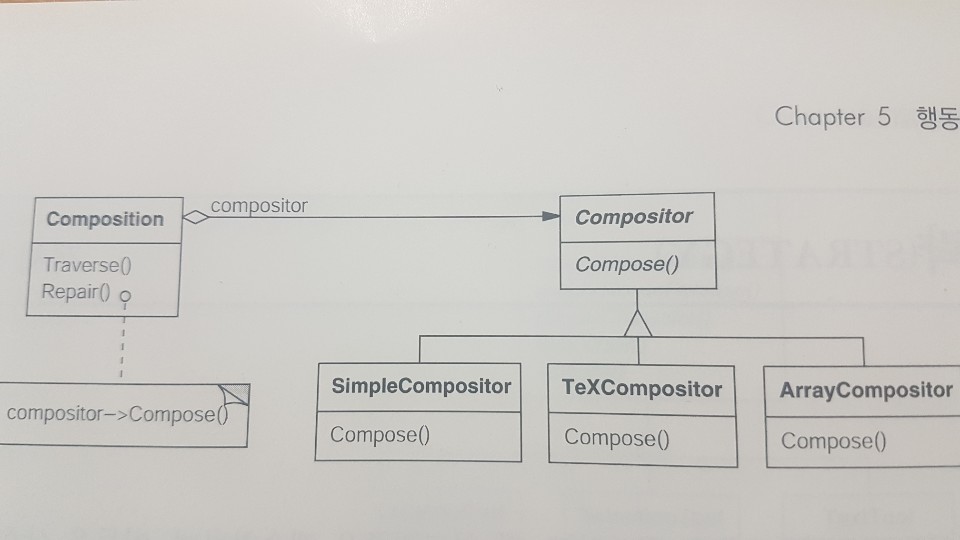 Chapter 5 행동
Composition
Traverse()
Repair()
compositor
Compositor
Compose()
compositor->Compose()
SimpleCompositor
Compose()
TeXCompositor
Compose()
ArrayCompositor
Compose()